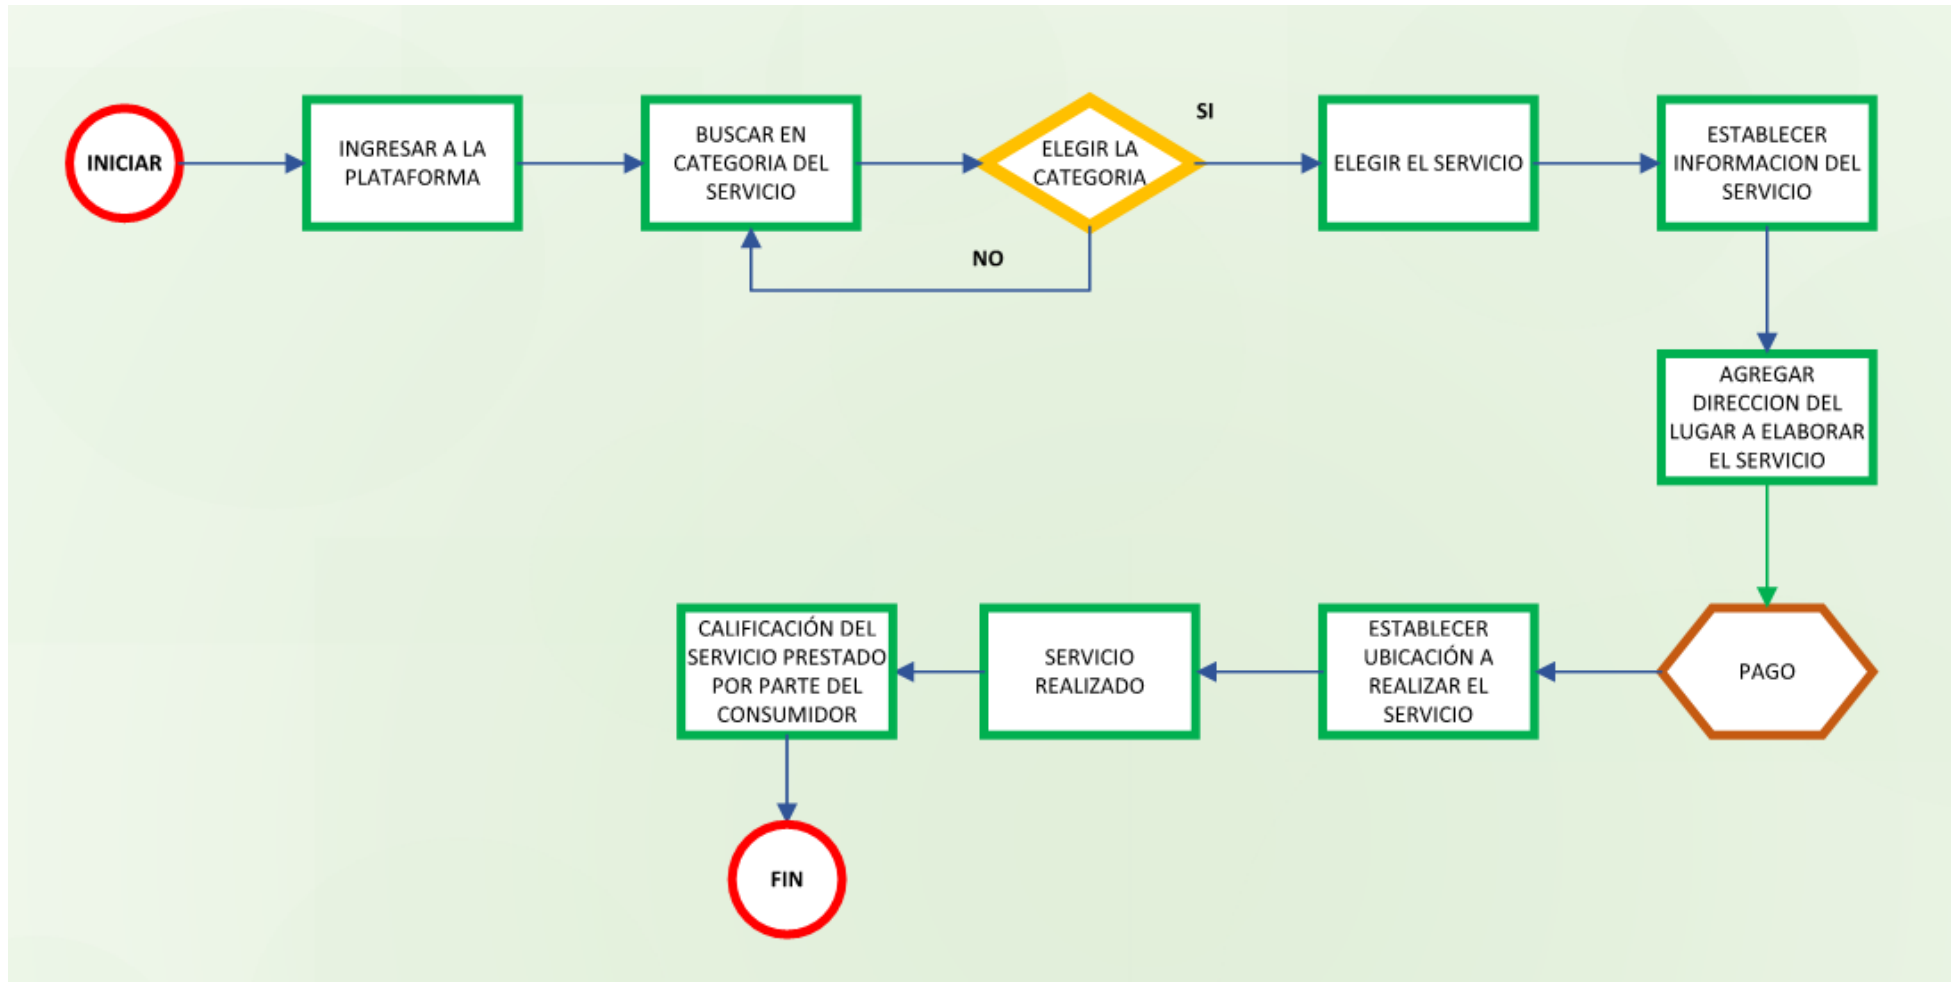 INICIAR
INGRESAR A LA
PLATAFORMA
BUSCAR EN
CATEGORIA DEL
SERVICIO
ELEGIR LA
CATEGORIA
SI
NO
ELEGIR EL SERVICIO
ESTABLECER
INFORMACION DEL
SERVICIO
AGREGAR
DIRECCION DEL
LUGAR A ELABORAR
EL SERVICIO
PAGO
ESTABLECER
UBICACIÓN A
REALIZAR EL
SERVICIO
SERVICIO
REALIZADO
CALIFICACIÓN DEL
SERVICIO PRESTADO
POR PARTE DEL
CONSUMIDOR
FIN